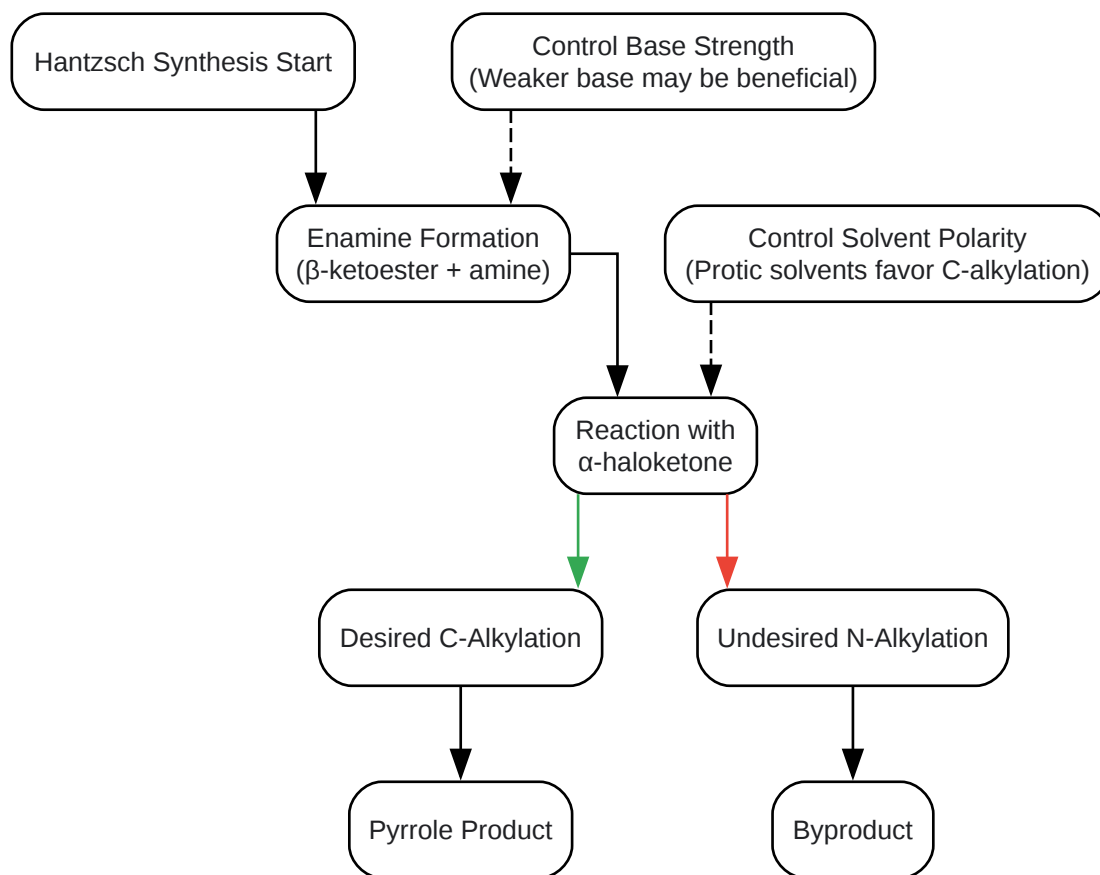 Hantzsch Synthesis Start
Control Base Strength
(Weaker base may be beneficial)
Enamine Formation
(β-ketoester + amine)
Control Solvent Polarity
(Protic solvents favor C-alkylation)
Reaction with
α-haloketone
Desired C-Alkylation
Undesired N-Alkylation
Pyrrole Product
Byproduct